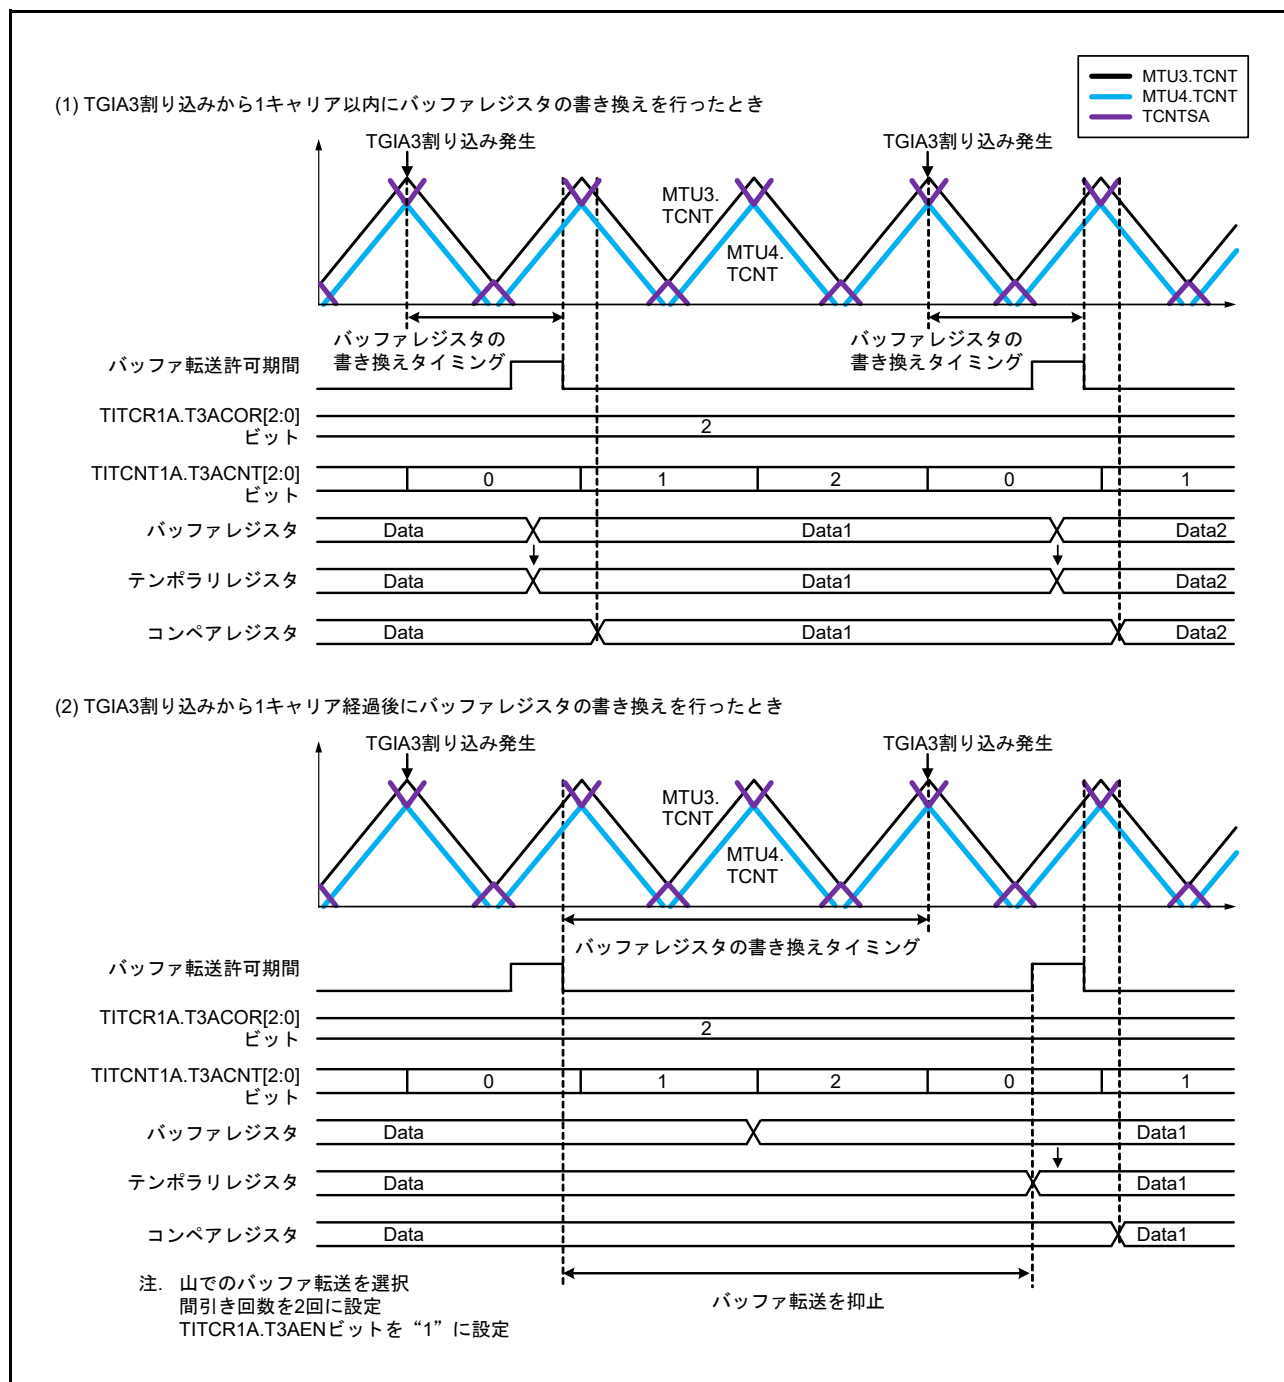 MTU3.TCNT
MTU4.TCNT
TCNTSA
(1) TGIA3割り込みから1キャリア以内にバッファレジスタの書き換えを行ったとき
TGIA3割り込み発生
TGIA3割り込み発生
MTU3.
TCNT
MTU4.
TCNT
バッファレジスタの
書き換えタイミング
バッファレジスタの
書き換えタイミング
バッファ転送許可期間
TITCR1A.T3ACOR[2:0]
ビット
2
TITCNT1A.T3ACNT[2:0]
ビット
0
1
2
0
1
バッファレジスタ
Data
Data1
Data2
テンポラリレジスタ
Data
Data1
Data2
コンペアレジスタ
Data
Data1
Data2
(2) TGIA3割り込みから1キャリア経過後にバッファレジスタの書き換えを行ったとき
TGIA3割り込み発生
TGIA3割り込み発生
MTU3.
TCNT
MTU4.
TCNT
バッファレジスタの書き換えタイミング
バッファ転送許可期間
TITCR1A.T3ACOR[2:0]
ビット
2
TITCNT1A.T3ACNT[2:0]
ビット
0
1
2
0
1
バッファレジスタ
Data
Data1
テンポラリレジスタ
Data
Data1
コンペアレジスタ
Data
Data1
バッファ転送を抑止
注. 山でのバッファ転送を選択
間引き回数を2回に設定
TITCR1A.T3AENビットを“1”に設定